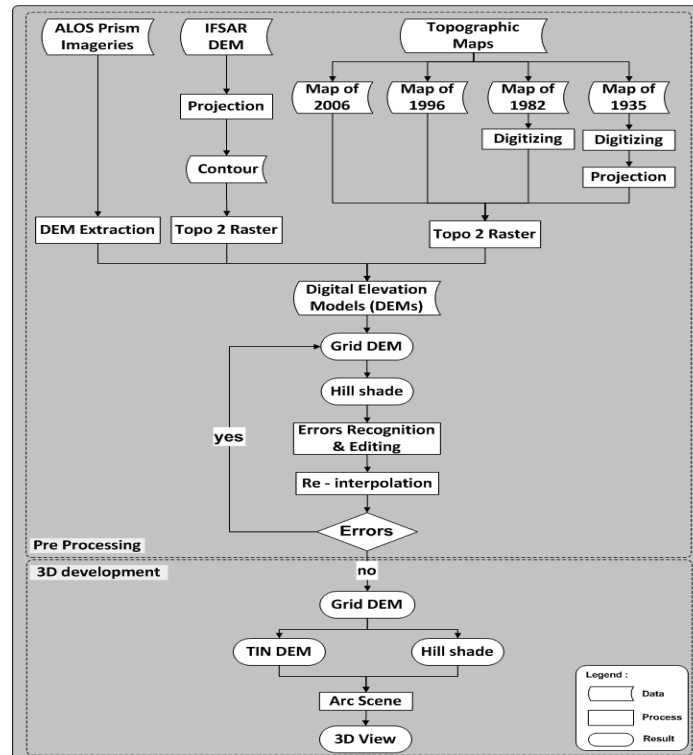 ALOS Prism
Imageries
IFSAR
DEM
Topographic
Maps
Map of
2006
Map of
1996
Map of
1982
Map of
1935
Projection
Digitizing
Digitizing
Contour
Projection
DEM Extraction
Topo 2 Raster
Topo 2 Raster
Digital Elevation
Models (DEMs)
Grid DEM
Hill shade
yes
Errors Recognition
& Editing
Re - interpolation
Errors
Pre Processing
3D development
no
Grid DEM
TIN DEM
Hill shade
Arc Scene
3D View
Legend :
Data
Process
Result